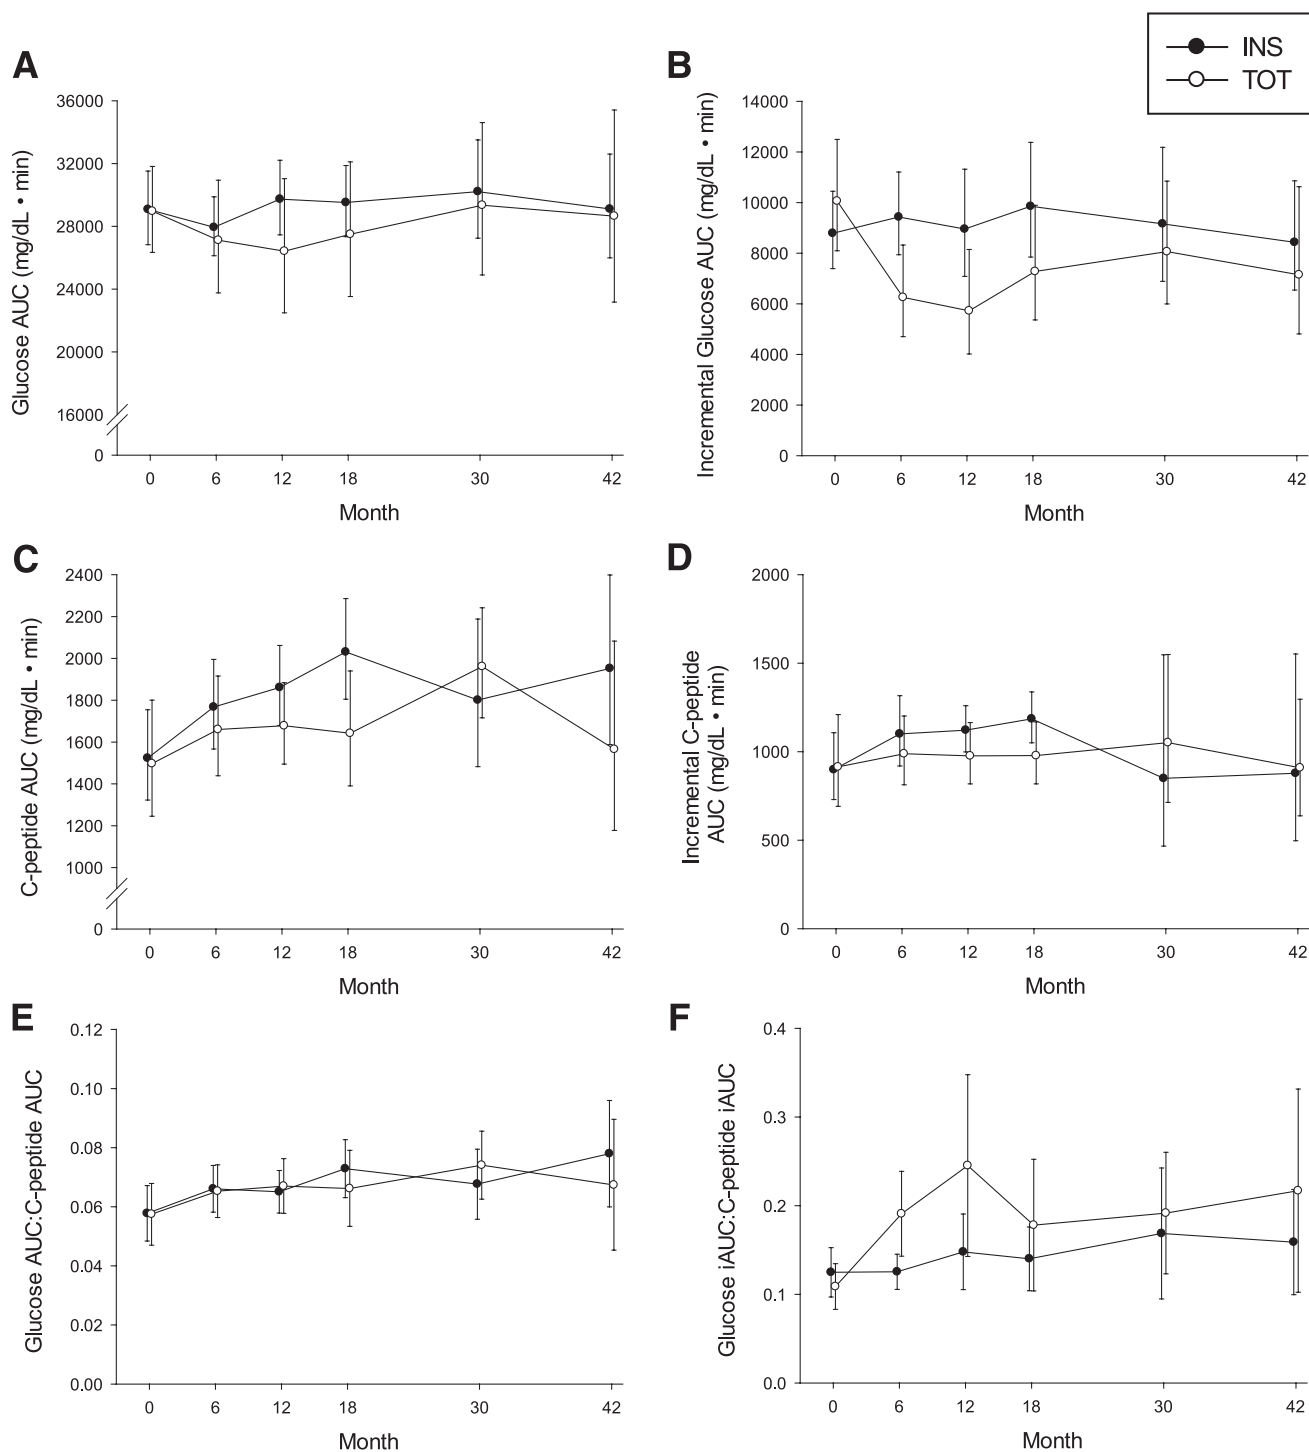 INS
TOT
A
Glucose AUC (mg/dL • min)
36000
32000
28000
24000
20000
16000
0
0 6 12 18 30 42
Month
B
Incremental Glucose AUC (mg/dL • min)
14000
12000
10000
8000
6000
4000
2000
0
0 6 12 18 30 42
Month
C
C-peptide AUC (mg/dL • min)
2400
2200
2000
1800
1600
1400
1200
1000
0
0 6 12 18 30 42
Month
D
Incremental C-peptide
AUC (mg/dL • min)
2000
1500
1000
500
0
0 6 12 18 30 42
Month
E
Glucose AUC:C-peptide AUC
0.12
0.10
0.08
0.06
0.04
0.02
0.00
0 6 12 18 30 42
Month
F
Glucose iAUC:C-peptide iAUC
0.4
0.3
0.2
0.1
0.0
0 6 12 18 30 42
Month